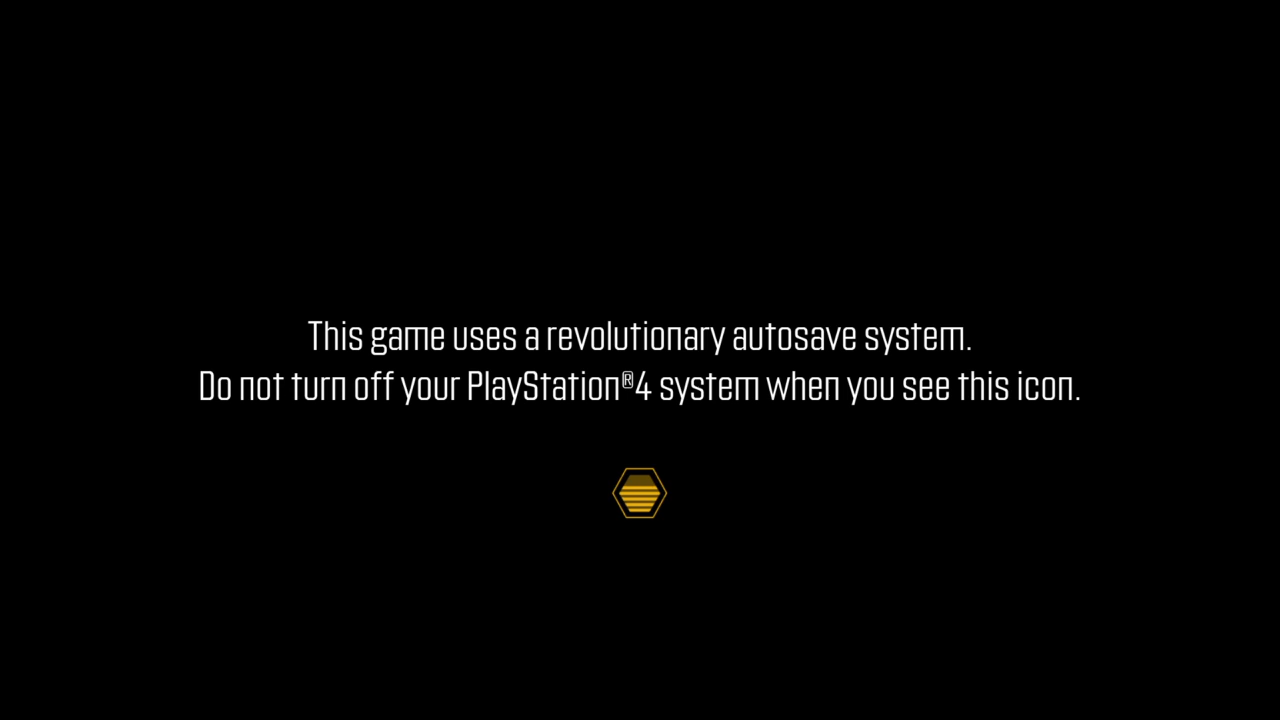 This game uses a revolutionary autosave system.
Do not turn off your PlayStation®4 system when you see this icon.